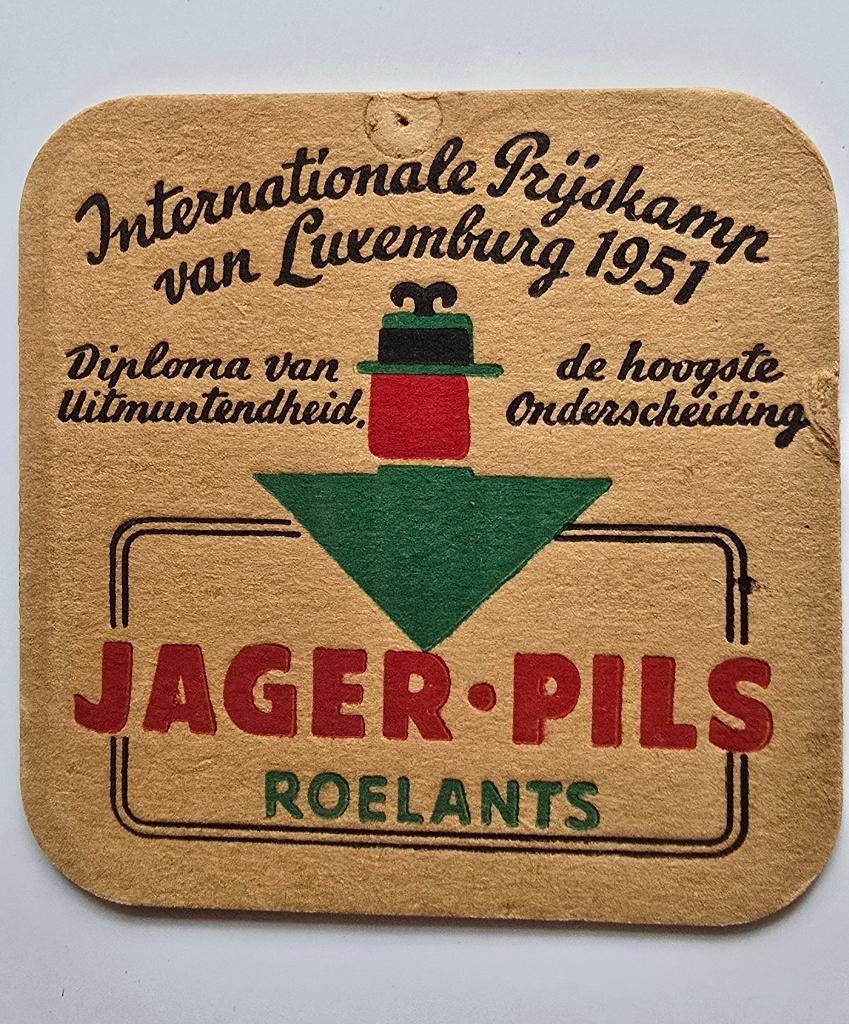 Internationale Prijskamp
van Luxemburg 1951
Diploma van
Uitmuntendheid,
de hoogste
Onderscheiding
JAGER·PILS
ROELANTS